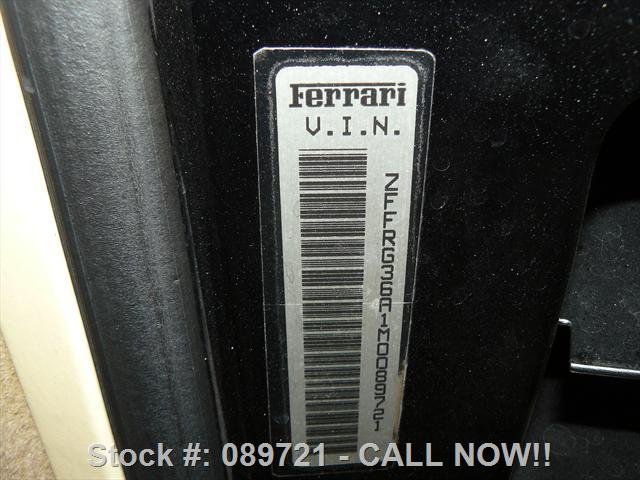 Ferrari
V.I.N.
ZFFRG36A1M0089721
Stock #: 089721 - CALL NOW!!